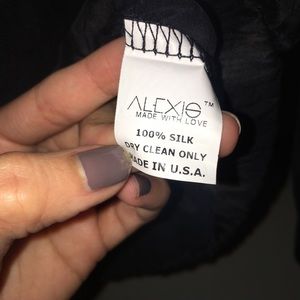 ALEXIS™
MADE WITH LOVE
100% SILK
DRY CLEAN ONLY
MADE IN U.S.A.